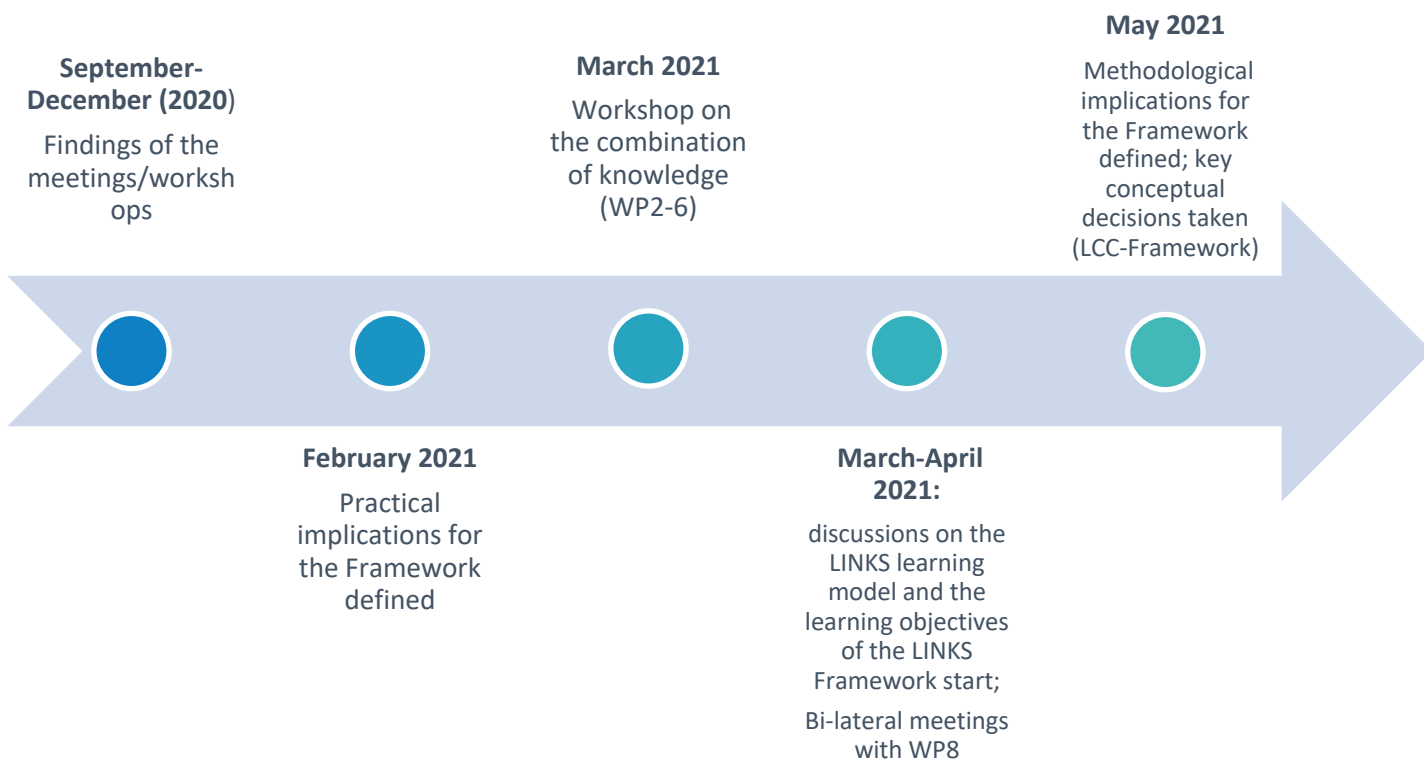 September-
December (2020)
Findings of the
meetings/worksh
ops
February 2021
Practical
implications for
the Framework
defined
March 2021
Workshop on
the combination
of knowledge
(WP2-6)
March-April
2021:
discussions on the
LINKS learning
model and the
learning objectives
of the LINKS
Framework start;
Bi-lateral meetings
with WP8
May 2021
Methodological
implications for
the Framework
defined; key
conceptual
decisions taken
(LCC-Framework)